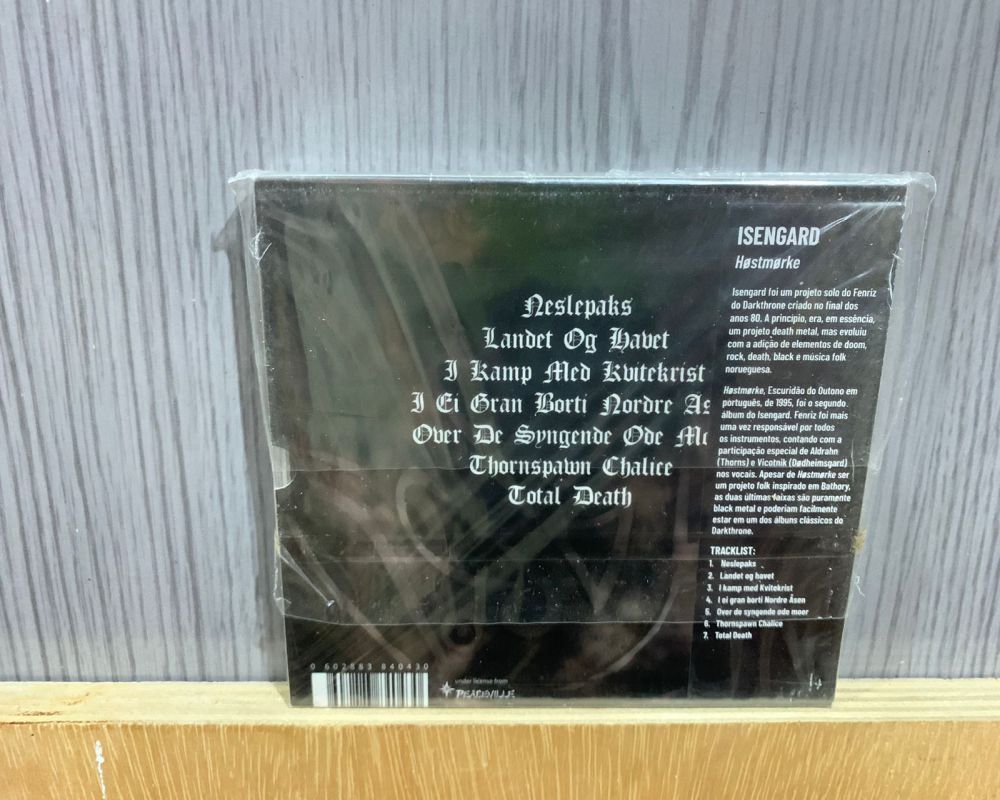 Neslepaks
Landet Og Havet
I Kamp Med Kvitekrist
I Ei Gran Borti Nordre Ås
Over De Syngende Øde Mo
Thornspawn Chalice
Total Death
ISENGARD
Høstmørke
Isengard foi um projeto solo do Fenriz
do Darkthrone criado no final dos
anos 80. A princípio, era, em essência,
um projeto death metal, mas evoluiu
com a adição de elementos de doom,
rock, death, black e música folk
norueguesa.
Høstmørke, Escuridão do Outono em
português, de 1995, foi o segundo
álbum do Isengard. Fenriz foi mais
uma vez responsável por todos
os instrumentos, contando com a
participação especial de Aldrahn
(Thorns) e Vicotnik (Dødheimsgard)
nos vocais. Apesar de Høstmørke ser
um projeto folk inspirado em Bathory,
as duas últimas faixas são puramente
black metal e poderiam facilmente
estar em um dos álbuns clássicos do
Darkthrone.
TRACKLIST:
1. Neslepaks
2. Landet og havet
3. I kamp med Kvitekrist
4. I ei gran borti Nordre Åsen
5. Over de syngende øde moer
6. Thornspawn Chalice
7. Total Death
0 602883 840430
under license from
PEACEVILLE